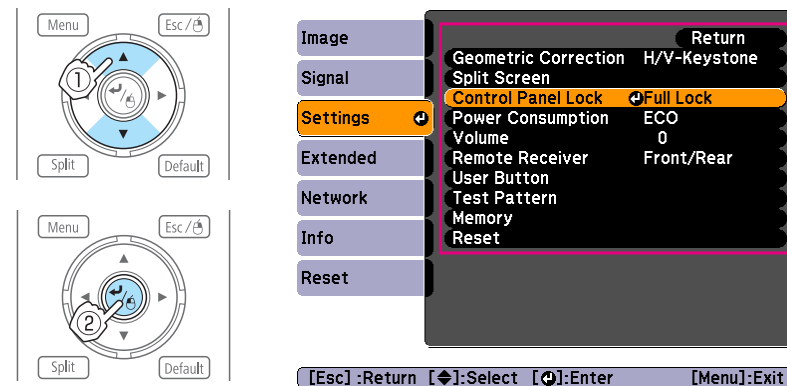 Menu
Esc/
1
Split
Default
Menu
Esc/
2
Split
Default
Image
Signal
Settings
Extended
Network
Info
Reset
Return
Geometric Correction H/V-Keystone
Split Screen
Control Panel Lock Full Lock
Power Consumption ECO
Volume 0
Remote Receiver Front/Rear
User Button
Test Pattern
Memory
Reset
[Esc] :Return [◆]:Select [⏎]:Enter [Menu]:Exit